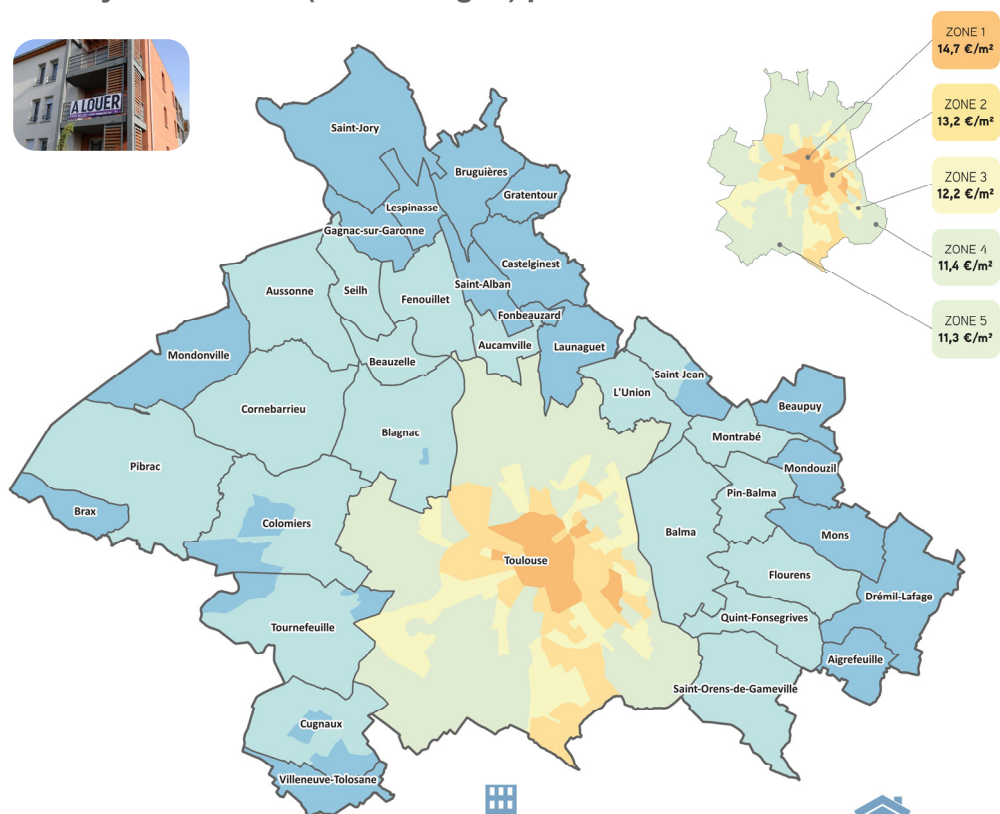 A LOUER
ZONE 1
14,7 €/m²
ZONE 2
13,2 €/m²
ZONE 3
12,2 €/m²
ZONE 4
11,4 €/m²
ZONE 5
11,3 €/m²
Saint-Jory
Bruguières
Gratentour
Lespinasse
Gagnac-sur-Garonne
Castelginest
Saint-Alban
Aussonne
Seilh
Fenouillet
Fonbeauzard
Aucamville
Launaguet
Mondonville
Beauzelle
Saint Jean
L'Union
Beaupuy
Cornebarrieu
Blagnac
Montrabé
Pibrac
Mondouzil
Pin-Balma
Brax
Colomiers
Balma
Mons
Toulouse
Flourens
Drémil-Lafage
Tournefeuille
Quint-Fonsegrives
Aigrefeuille
Saint-Orens-de-Gameville
Cugnaux
Villeneuve-Tolosane